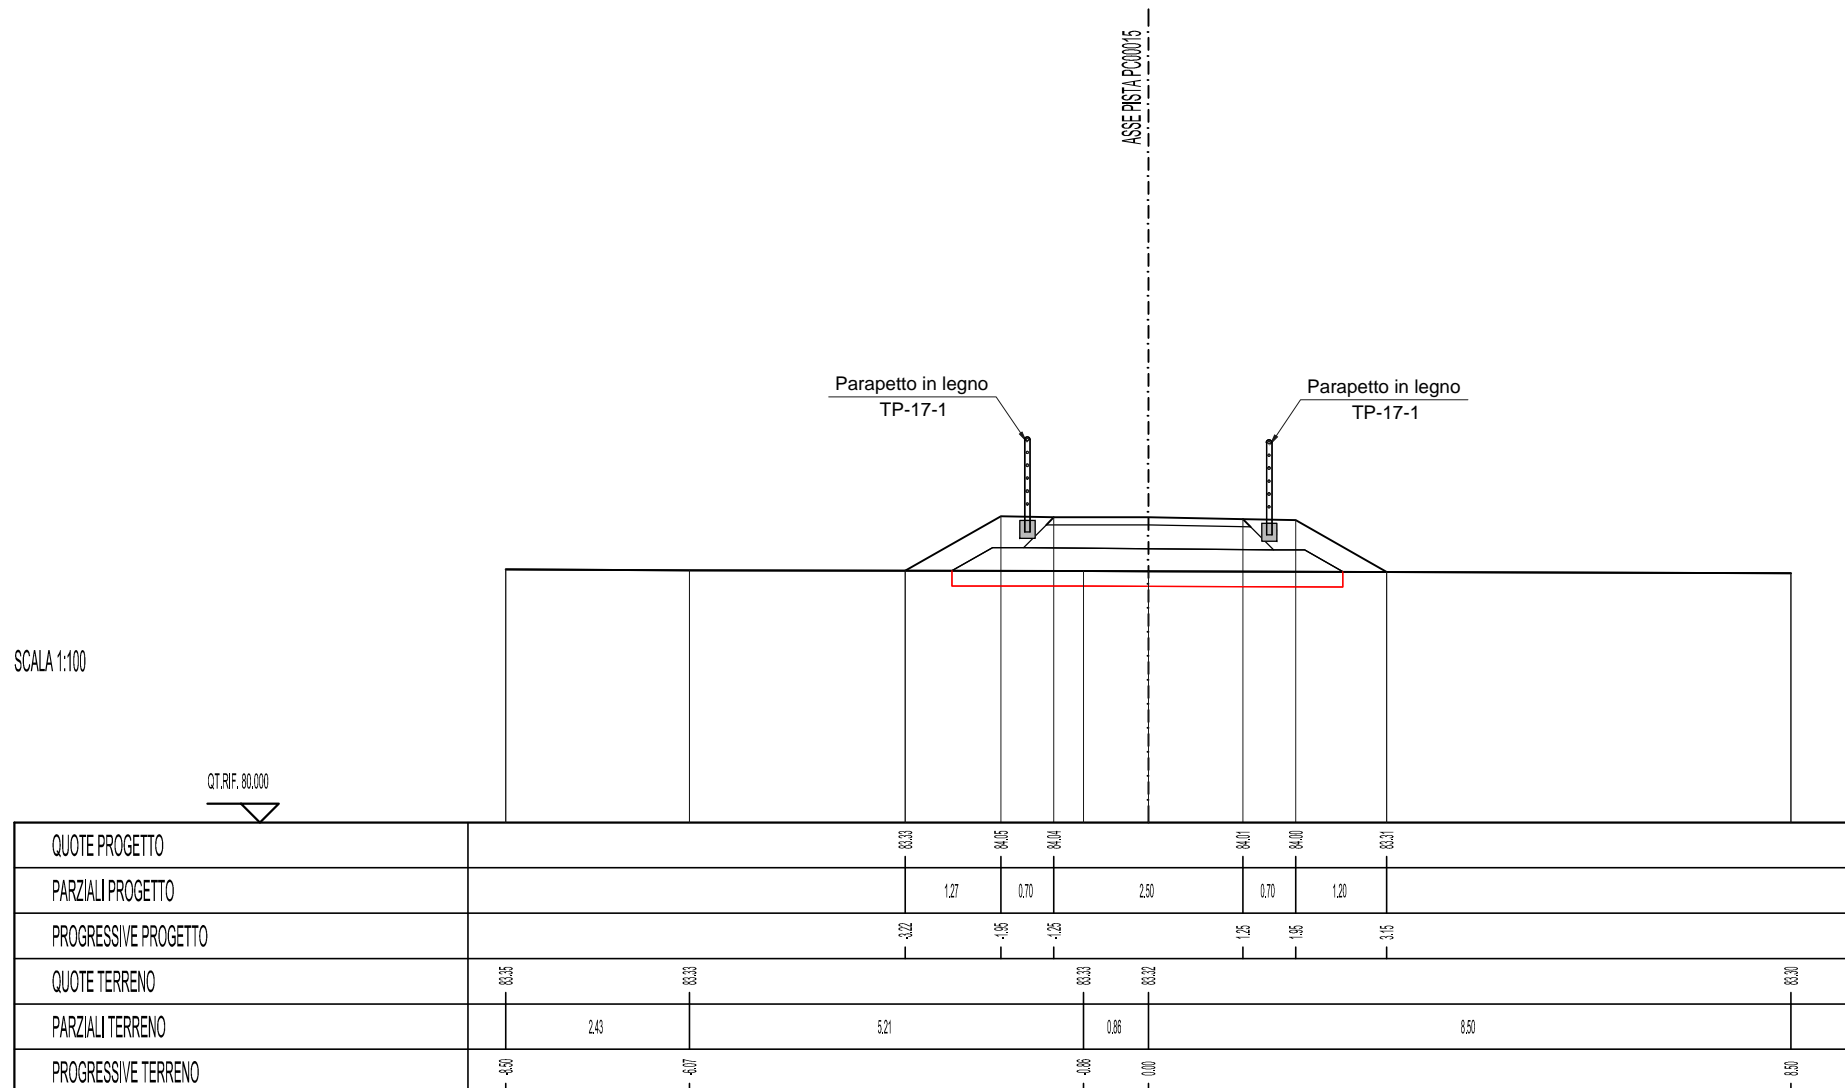 ASSE PISTA PC00015
Parapetto in legno
TP-17-1
Parapetto in legno
TP-17-1
SCALA 1:100
QT.RIF. 80.000
QUOTE PROGETTO 83.33 84.05 84.04 84.01 84.00 83.31
PARZIALI PROGETTO 1,27 0,70 2,50 0,70 1,20
PROGRESSIVE PROGETTO -3.22 -1.95 -1.25 1.25 1.95 3.15
QUOTE TERRENO 83.35 83.33 83.33 83.32 83.30
PARZIALI TERRENO 2,43 5,21 0,86 8,50
PROGRESSIVE TERRENO -8.50 -6.07 -0.86 0.00 8.50